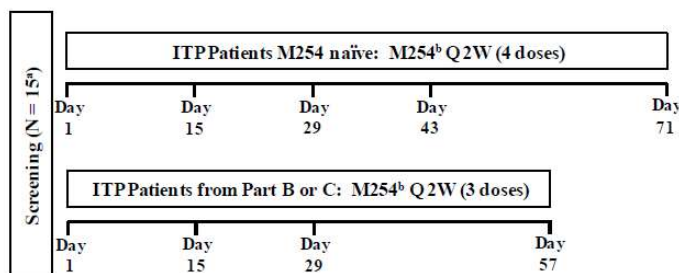 Screening (N = 15ª)
ITP Patients M254 naïve: M254ᵇ Q2W (4 doses)
Day Day Day Day Day
1 15 29 43 71
ITP Patients from Part B or C: M254ᵇ Q2W (3 doses)
Day Day Day Day
1 15 29 57